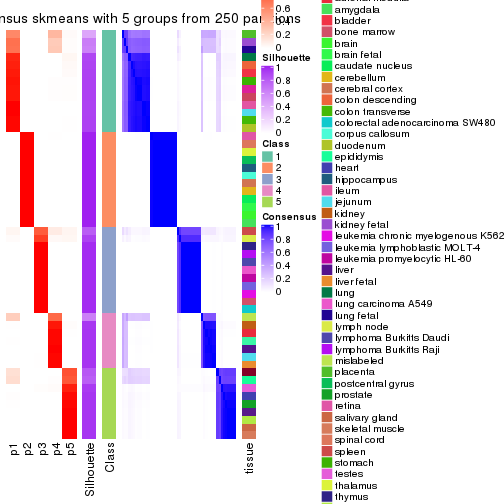 nsus skmeans with 5 groups from 250 par
ons
0.6
0.4
0.2
0
Silhouette
1
0.8
0.6
0.4
0.2
0
Class
1
2
3
4
5
Consensus
1
0.8
0.6
0.4
0.2
0
p1
p2
p3
p4
p5
Silhouette
Class
tissue
amygdala
bladder
bone marrow
brain
brain fetal
caudate nucleus
cerebellum
cerebral cortex
colon descending
colon transverse
colorectal adenocarcinoma SW480
corpus callosum
duodenum
epididymis
heart
hippocampus
ileum
jejunum
kidney
kidney fetal
leukemia chronic myelogenous K562
leukemia lymphoblastic MOLT-4
leukemia promyelocytic HL-60
liver
liver fetal
lung
lung carcinoma A549
lung fetal
lymph node
lymphoma Burkitts Daudi
lymphoma Burkitts Raji
mislabeled
placenta
postcentral gyrus
prostate
retina
salivary gland
skeletal muscle
spinal cord
spleen
stomach
testes
thalamus
thymus